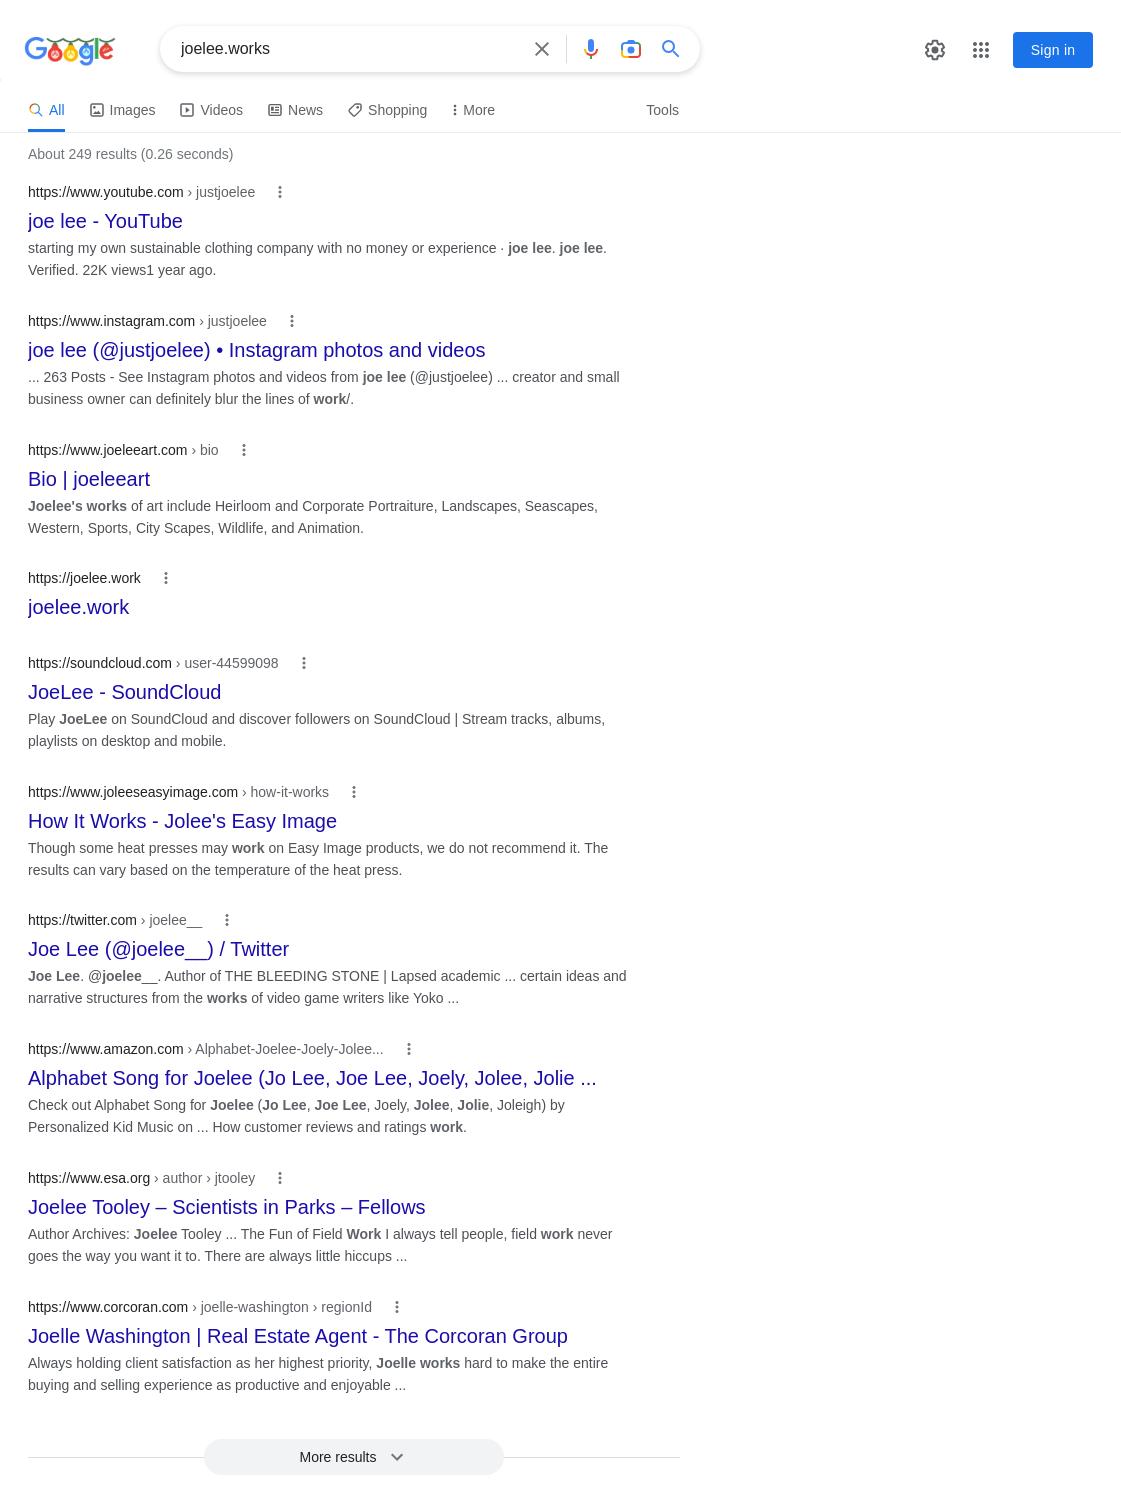 Google
joelee.works
Sign in
All Images Videos News Shopping More Tools
About 249 results (0.26 seconds)
https://www.youtube.com › justjoelee
joe lee - YouTube
starting my own sustainable clothing company with no money or experience · joe lee. joe lee.
Verified. 22K views1 year ago.
https://www.instagram.com › justjoelee
joe lee (@justjoelee) • Instagram photos and videos
... 263 Posts - See Instagram photos and videos from joe lee (@justjoelee) ... creator and small
business owner can definitely blur the lines of work/.
https://www.joeleeart.com › bio
Bio | joeleeart
Joelee's works of art include Heirloom and Corporate Portraiture, Landscapes, Seascapes,
Western, Sports, City Scapes, Wildlife, and Animation.
https://joelee.work
joelee.work
https://soundcloud.com › user-44599098
JoeLee - SoundCloud
Play JoeLee on SoundCloud and discover followers on SoundCloud | Stream tracks, albums,
playlists on desktop and mobile.
https://www.joleeseasyimage.com › how-it-works
How It Works - Jolee's Easy Image
Though some heat presses may work on Easy Image products, we do not recommend it. The
results can vary based on the temperature of the heat press.
https://twitter.com › joelee__
Joe Lee (@joelee__) / Twitter
Joe Lee. @joelee__. Author of THE BLEEDING STONE | Lapsed academic ... certain ideas and
narrative structures from the works of video game writers like Yoko ...
https://www.amazon.com › Alphabet-Joelee-Joely-Jolee...
Alphabet Song for Joelee (Jo Lee, Joe Lee, Joely, Jolee, Jolie ...
Check out Alphabet Song for Joelee (Jo Lee, Joe Lee, Joely, Jolee, Jolie, Joleigh) by
Personalized Kid Music on ... How customer reviews and ratings work.
https://www.esa.org › author › jtooley
Joelee Tooley – Scientists in Parks – Fellows
Author Archives: Joelee Tooley ... The Fun of Field Work I always tell people, field work never
goes the way you want it to. There are always little hiccups ...
https://www.corcoran.com › joelle-washington › regionId
Joelle Washington | Real Estate Agent - The Corcoran Group
Always holding client satisfaction as her highest priority, Joelle works hard to make the entire
buying and selling experience as productive and enjoyable ...
More results